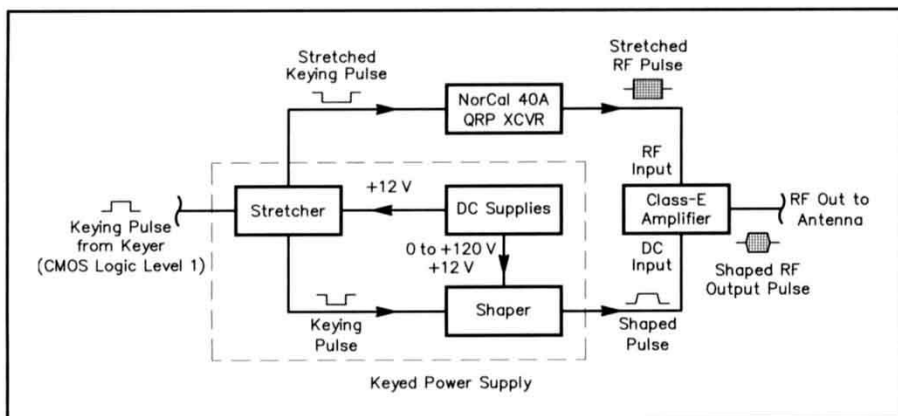 Stretched
Keying Pulse
Stretched
RF Pulse
NorCal 40A
QRP XCVR
RF
Input
+12 V
Stretcher
DC Supplies
Class-E
Amplifier
RF Out to
Antenna
Keying Pulse
from Keyer
(CMOS Logic Level 1)
0 to +120 V
+12 V
DC
Input
Shaped RF
Output Pulse
Keying
Pulse
Shaper
Shaped
Pulse
Keyed Power Supply